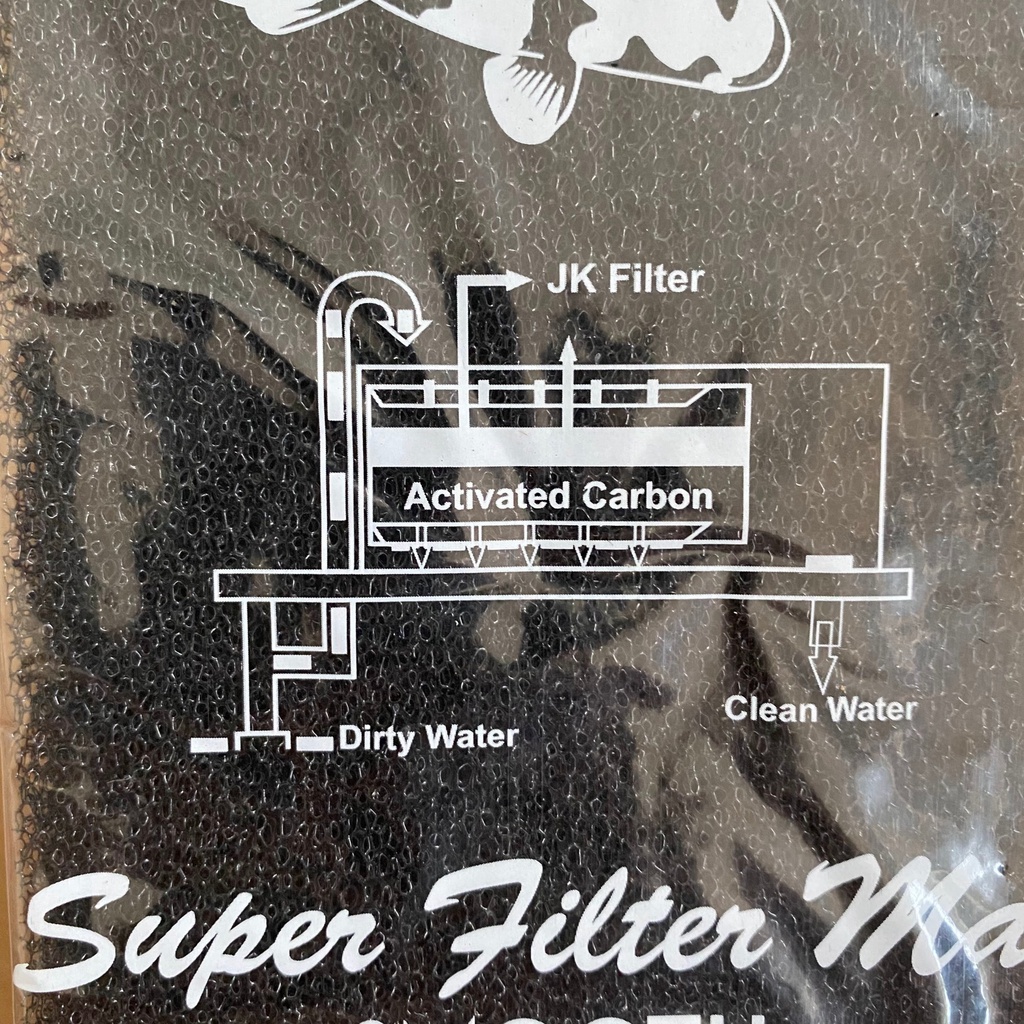 JK Filter
Activated Carbon
Clean Water
Dirty Water
Super Filter